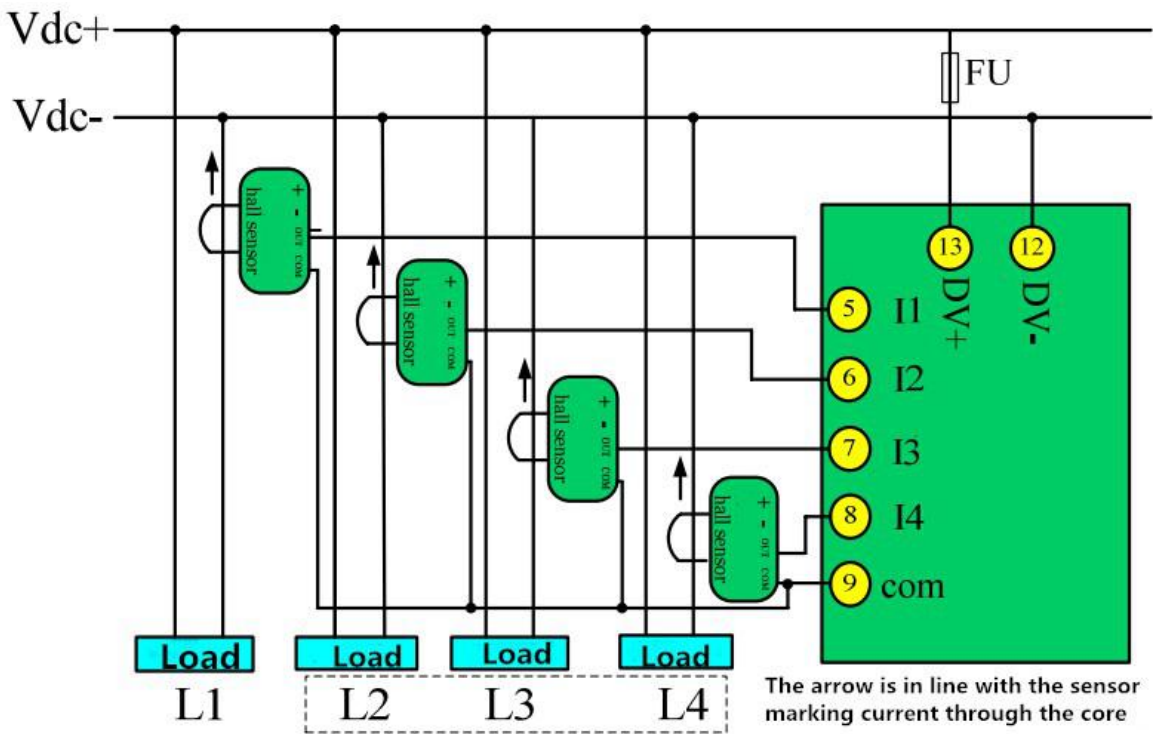 Vdc+
FU
Vdc-
+ - OUT COM
hall sensor
+ - OUT COM
hall sensor
+ - OUT COM
hall sensor
+ - OUT COM
hall sensor
13
12
DV+
DV-
5 I1
6 I2
7 I3
8 I4
9 com
Load
Load
Load
Load
L1
L2
L3
L4
The arrow is in line with the sensor
marking current through the core